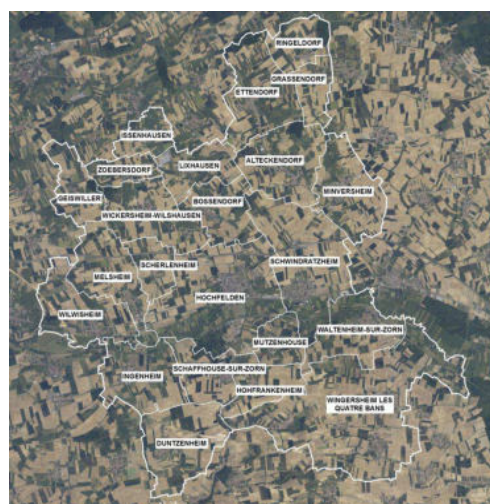 RINGELDORF
GRASSENDORF
ETTENDORF
ISSENHAUSEN
ALTECKENDORF
LIXHAUSEN
ZOEBERSDORF
MINVERSHEIM
GEISWILLER
BOSSENDORF
WICKERSHEIM-WILSHAUSEN
SCHERLENHEIM
SCHWINDRATZHEIM
MELSHEIM
HOCHFELDEN
WILWISHEIM
WALTENHEIM-SUR-ZORN
MUTZENHOUSE
SCHAFFHOUSE-SUR-ZORN
INGENHEIM
HOHFRANKENHEIM
WINGERSHEIM LES
QUATRE BANS
DUNTZENHEIM